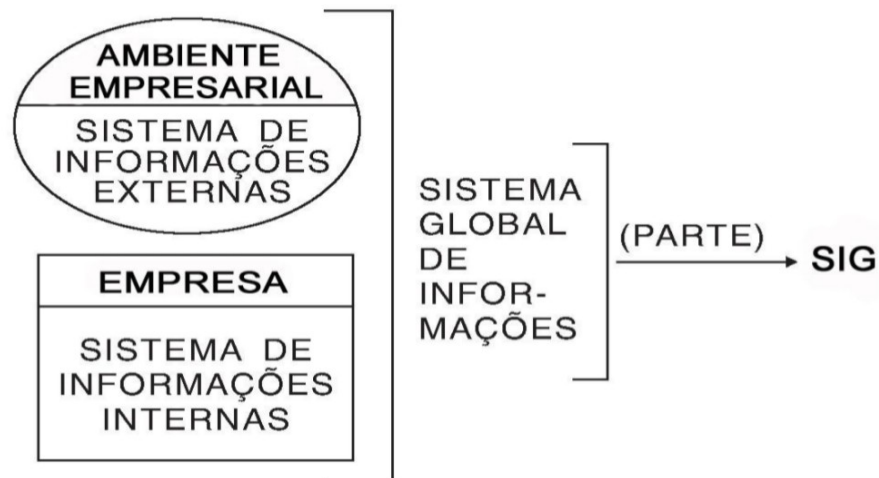 AMBIENTE
EMPRESARIAL
SISTEMA DE
INFORMAÇÕES
EXTERNAS
EMPRESA
SISTEMA DE
INFORMAÇÕES
INTERNAS
SISTEMA
GLOBAL
DE
INFOR-
MAÇÕES
(PARTE)
SIG